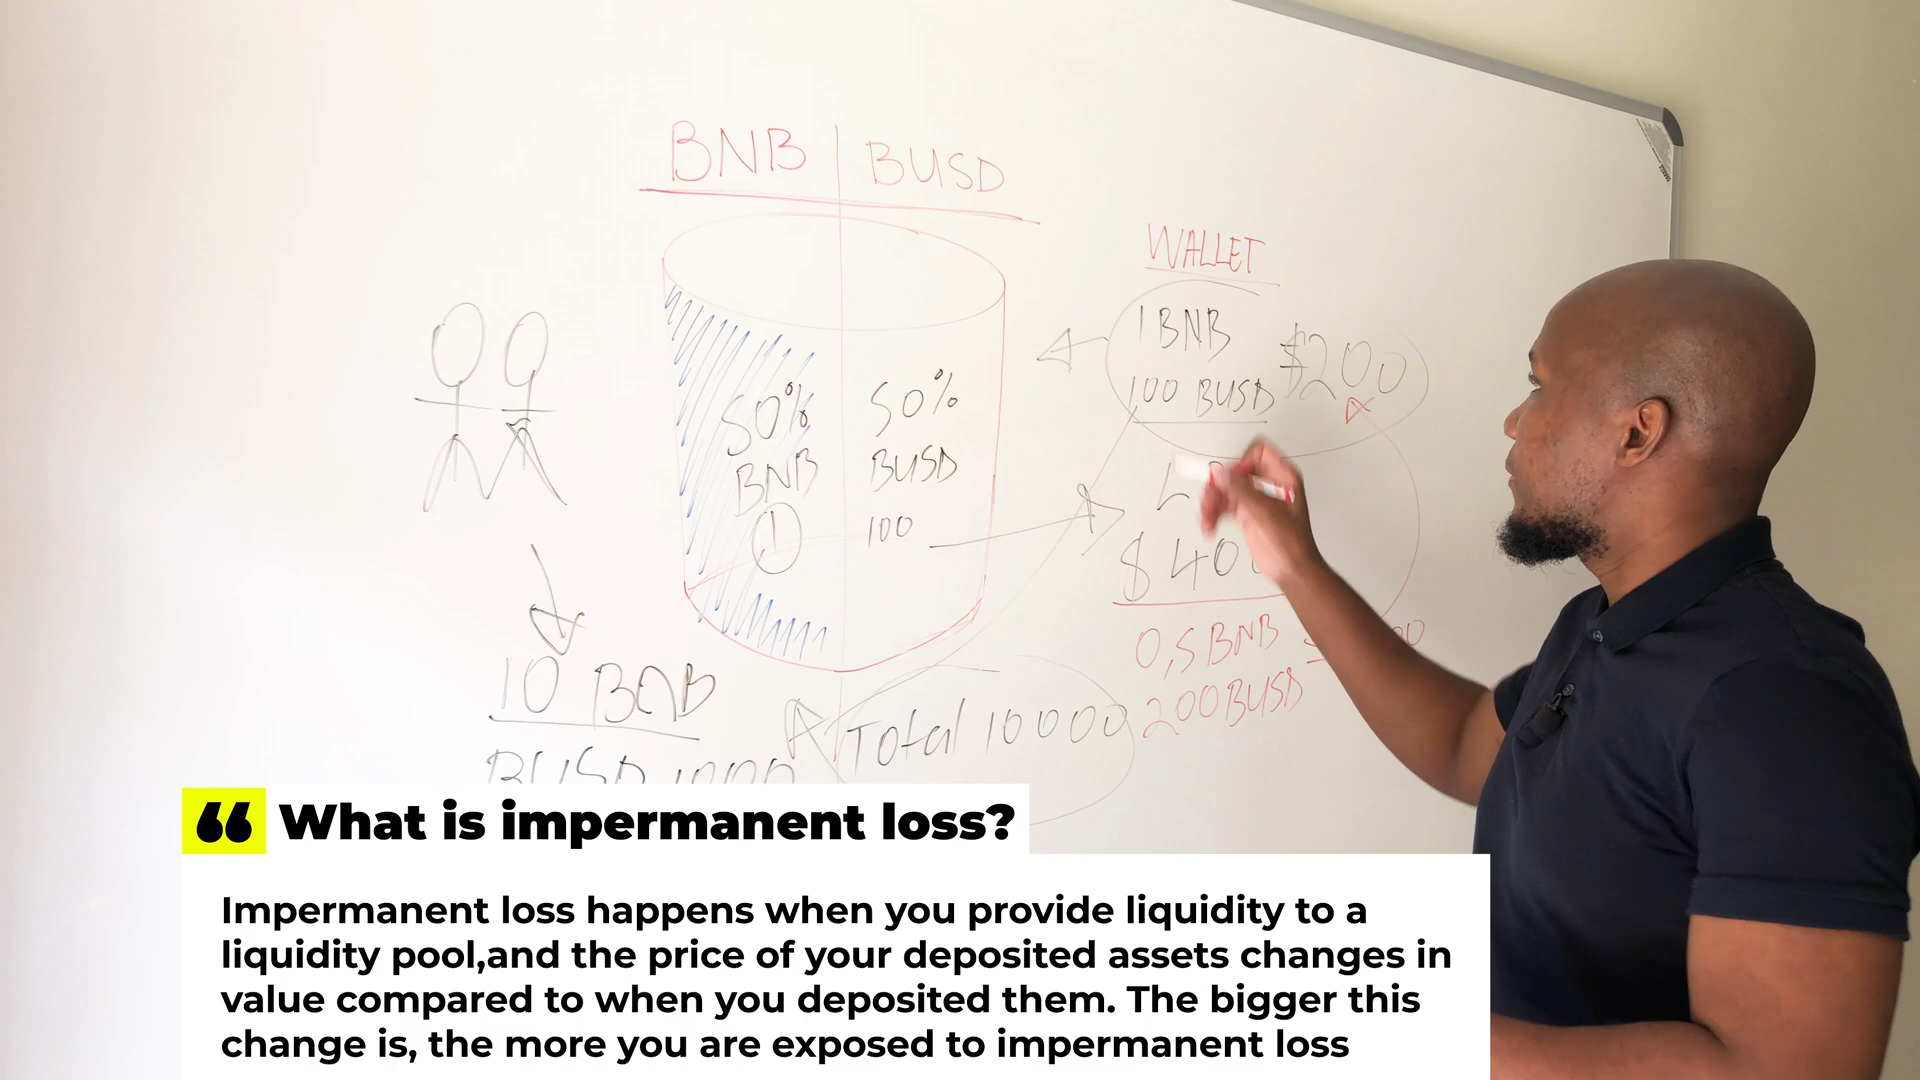 BNB BUSD
WALLET
1 BNB
$200
100 BUSD
50% 50%
BNB BUSD
1 100
0,5 BNB
200 BUSD
10 BNB
Total 10000
“ What is impermanent loss?
Impermanent loss happens when you provide liquidity to a
liquidity pool,and the price of your deposited assets changes in
value compared to when you deposited them. The bigger this
change is, the more you are exposed to impermanent loss